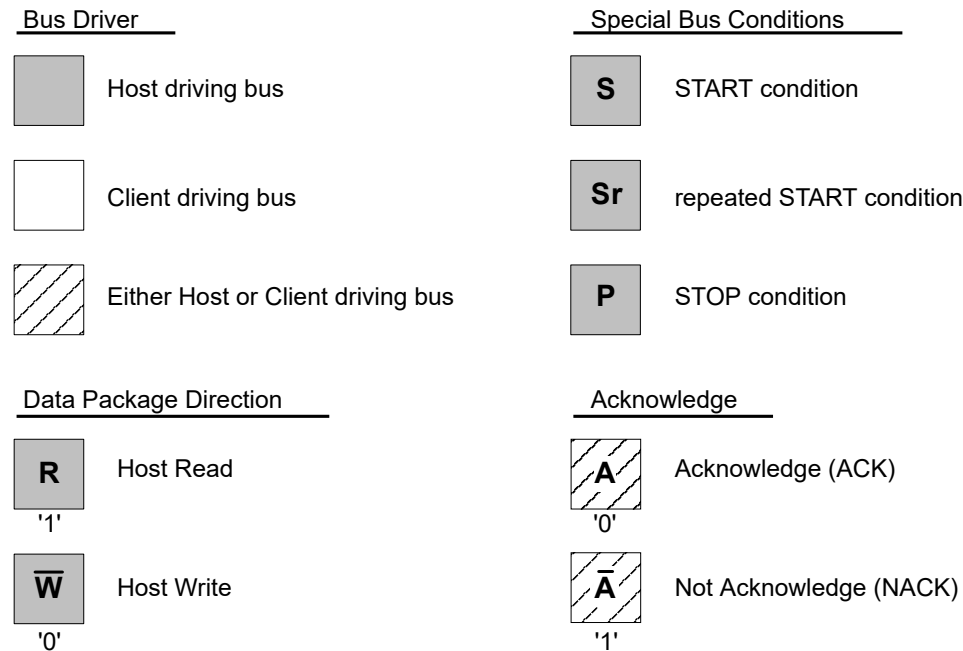 Bus Driver
Host driving bus
Client driving bus
Either Host or Client driving bus
Special Bus Conditions
S START condition
Sr repeated START condition
P STOP condition
Data Package Direction
R Host Read
'1'
W̅ Host Write
'0'
Acknowledge
A Acknowledge (ACK)
'0'
A̅ Not Acknowledge (NACK)
'1'